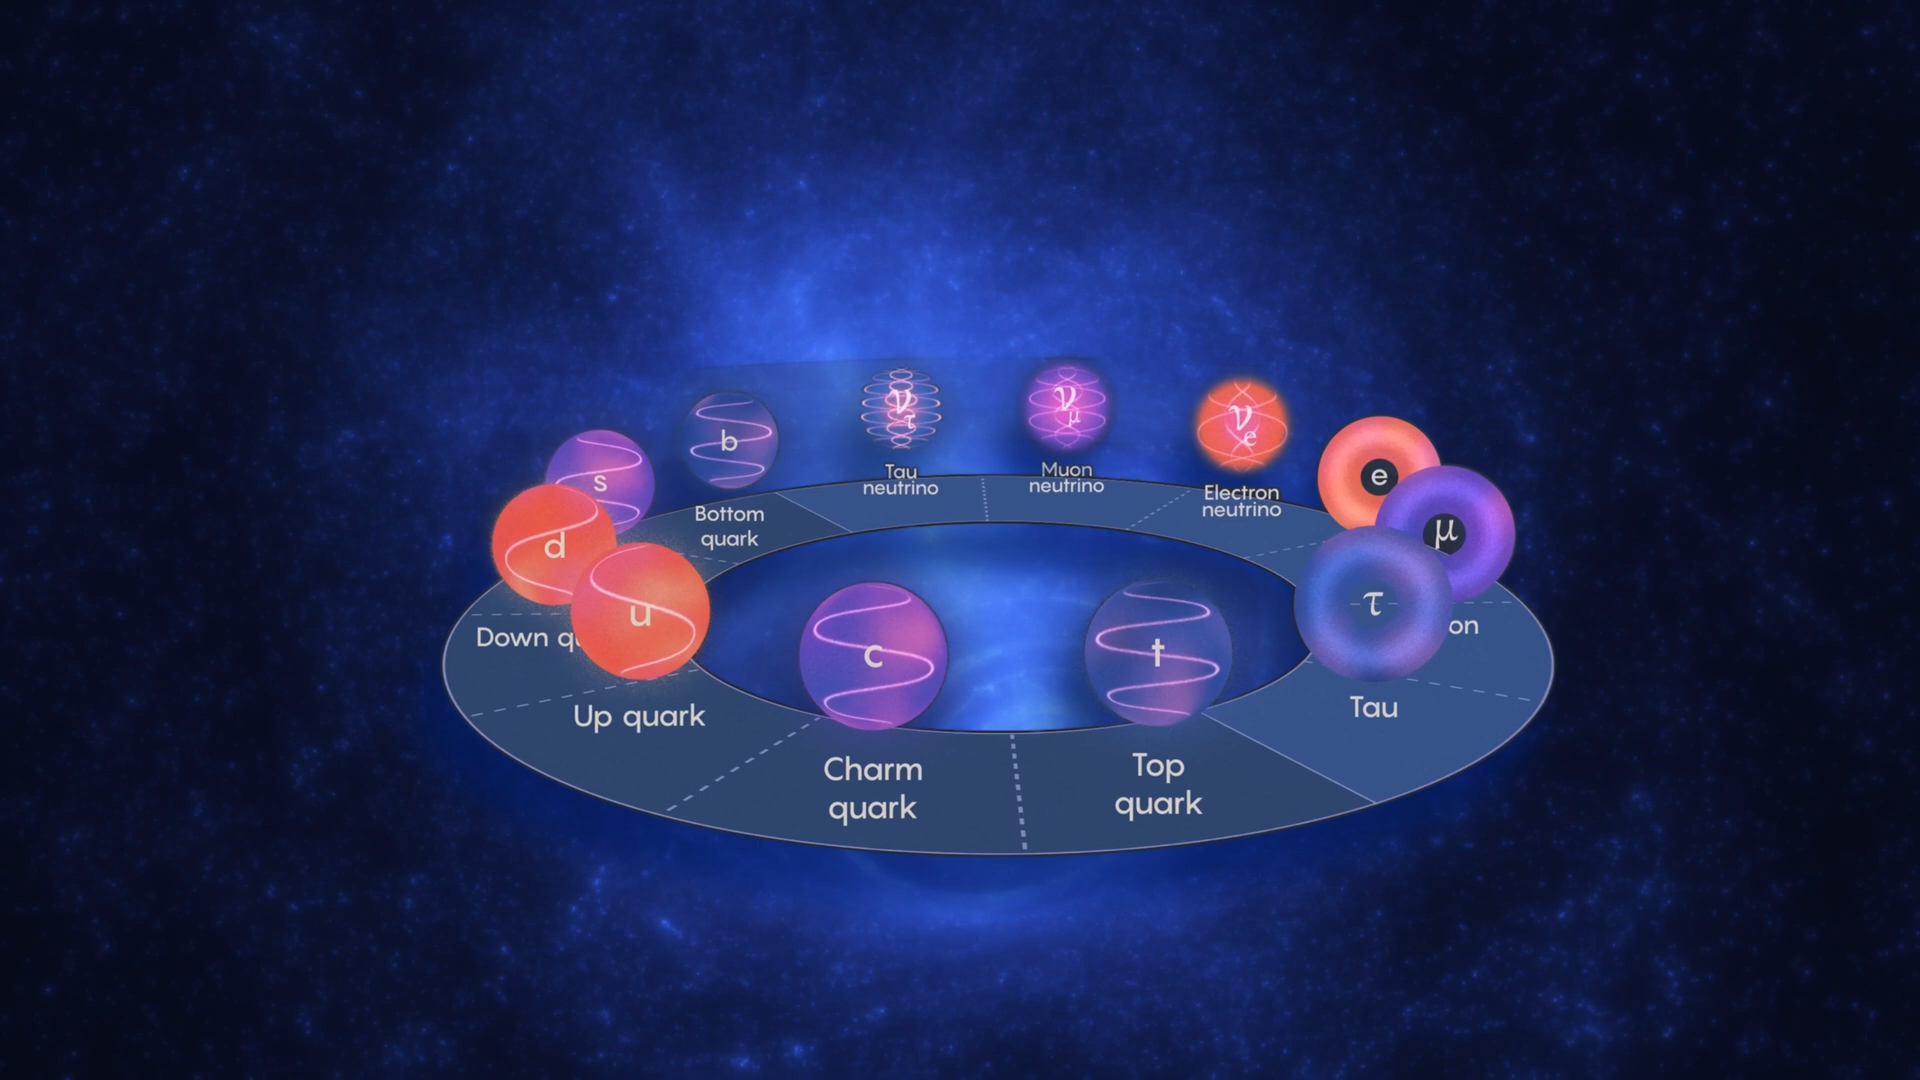 ν
τ
Tau
neutrino
ν
μ
Muon
neutrino
ν
e
Electron
neutrino
b
Bottom
quark
s
e
d
μ
u
τ
Down
on
Up quark
Tau
c
t
Charm
quark
Top
quark